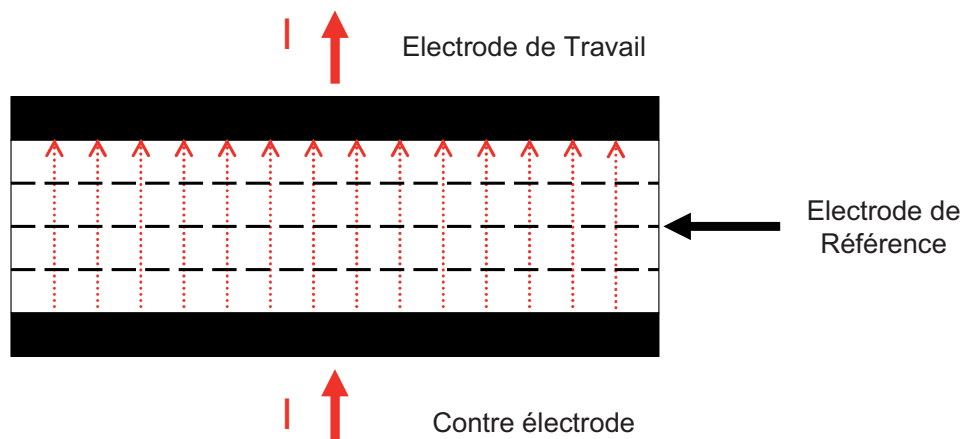 I
Electrode de Travail
Electrode de
Référence
I
Contre électrode